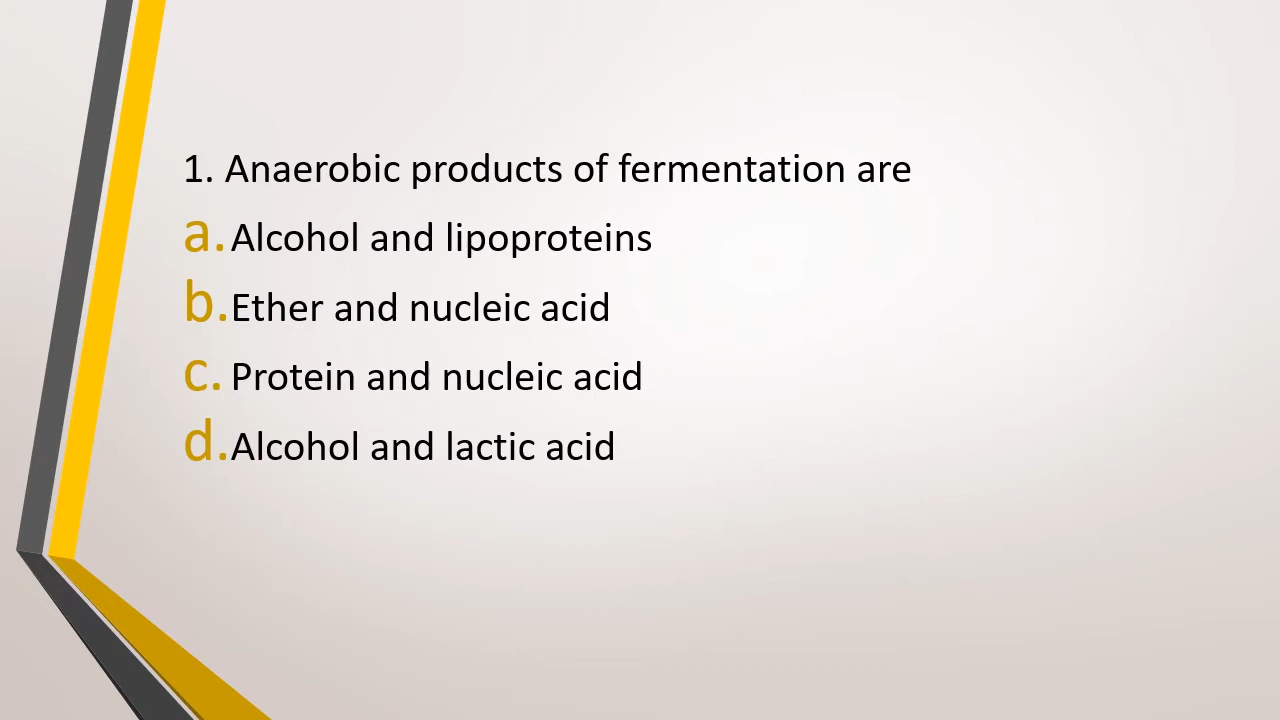 1. Anaerobic products of fermentation are
a. Alcohol and lipoproteins
b. Ether and nucleic acid
c. Protein and nucleic acid
d. Alcohol and lactic acid